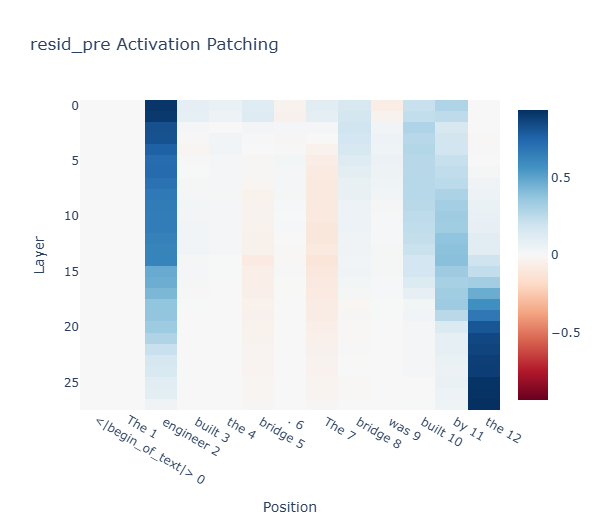 resid_pre Activation Patching
0
5
10
15
20
25
Layer
0.5
0
−0.5
<|begin_of_text|> 0
The 1
engineer 2
built 3
the 4
bridge 5
. 6
The 7
bridge 8
was 9
built 10
by 11
the 12
Position